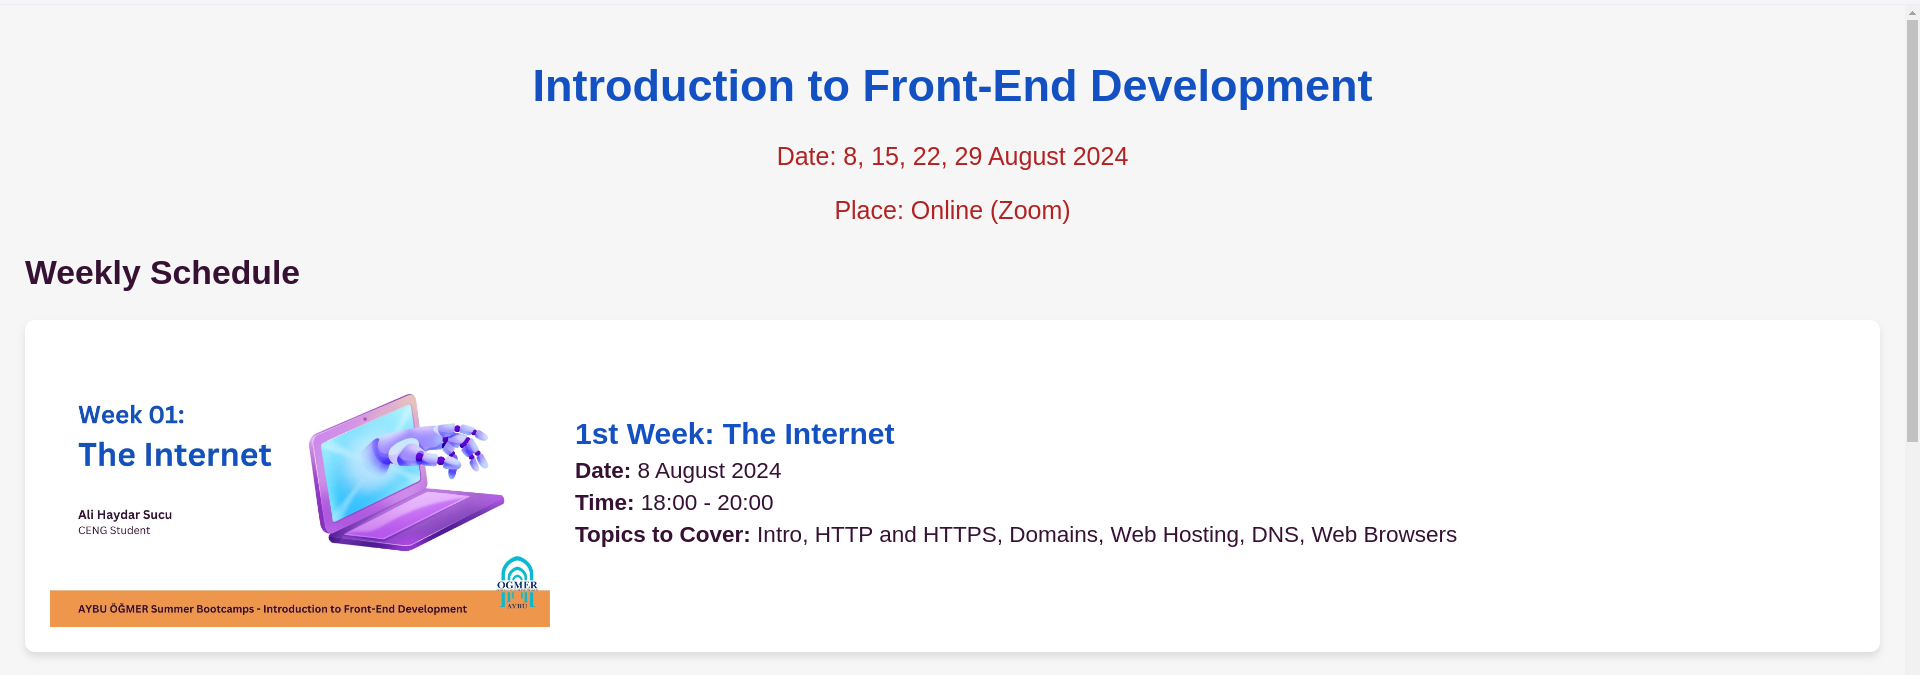 Introduction to Front-End Development
Date: 8, 15, 22, 29 August 2024
Place: Online (Zoom)
Weekly Schedule
Week 01:
The Internet
Ali Haydar Sucu
CENG Student
ÖGMER
AYBU
AYBU ÖĞMER Summer Bootcamps - Introduction to Front-End Development
1st Week: The Internet
Date: 8 August 2024
Time: 18:00 - 20:00
Topics to Cover: Intro, HTTP and HTTPS, Domains, Web Hosting, DNS, Web Browsers